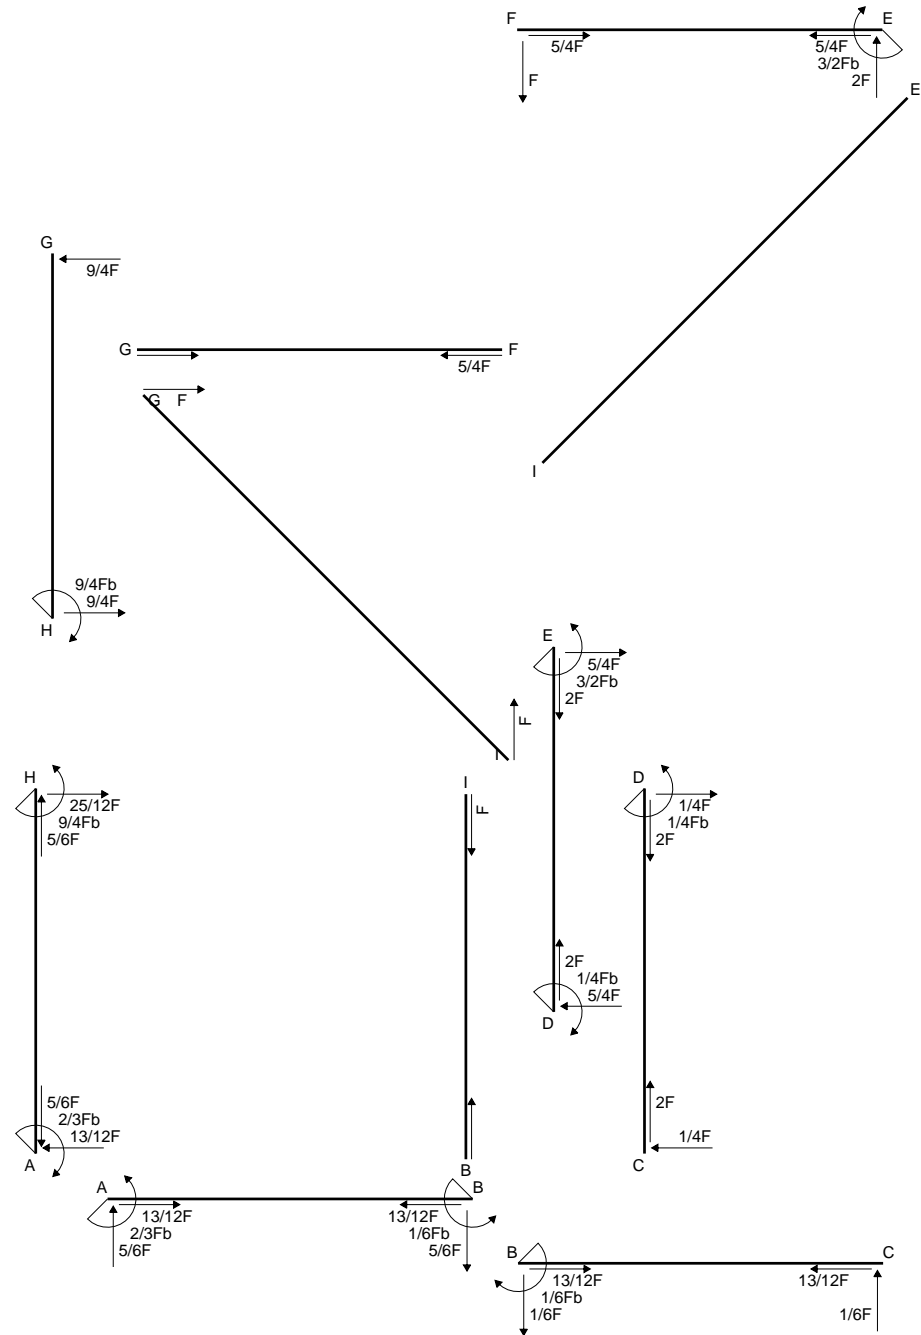 F
E
5/4F
5/4F
3/2Fb
F
2F
E
G
9/4F
G
F
5/4F
G
F
I
9/4Fb
9/4F
H
E
5/4F
3/2Fb
2F
F
I
H
25/12F
9/4Fb
5/6F
I
F
D
1/4F
1/4Fb
2F
2F
1/4Fb
5/4F
D
5/6F
2/3Fb
13/12F
A
2F
1/4F
C
B
A
B
13/12F
2/3Fb
5/6F
13/12F
1/6Fb
5/6F
B
C
13/12F
1/6Fb
1/6F
13/12F
1/6F